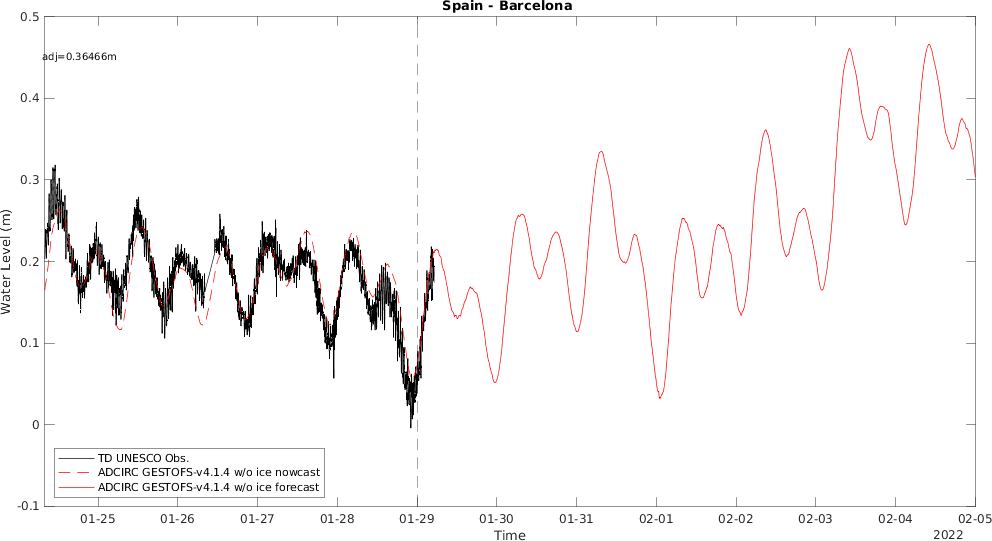 Spain - Barcelona
adj=0.36466m
0.5
0.4
0.3
0.2
0.1
0
-0.1
Water Level (m)
TD UNESCO Obs.
ADCIRC GESTOFS-v4.1.4 w/o ice nowcast
ADCIRC GESTOFS-v4.1.4 w/o ice forecast
01-25 01-26 01-27 01-28 01-29 01-30 01-31 02-01 02-02 02-03 02-04 02-05
Time
2022